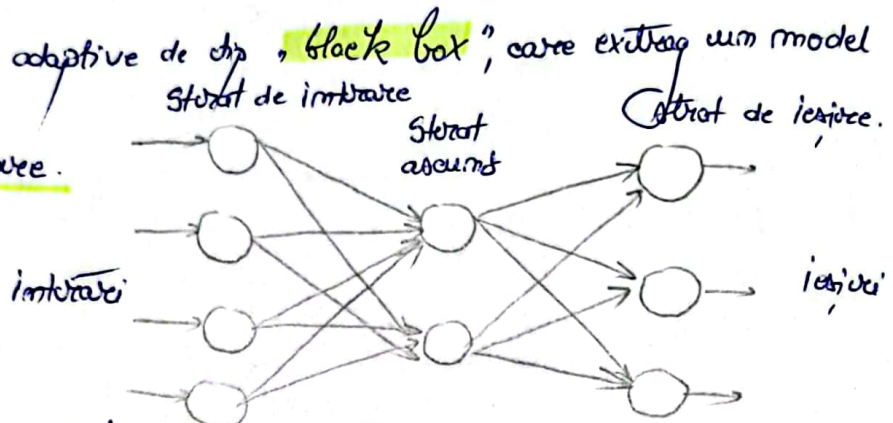 adaptive de tip „black box”, care extrag un model
Strat de intrare
Strat de ieșire.
Strat
ascuns
intrări
ieșiri